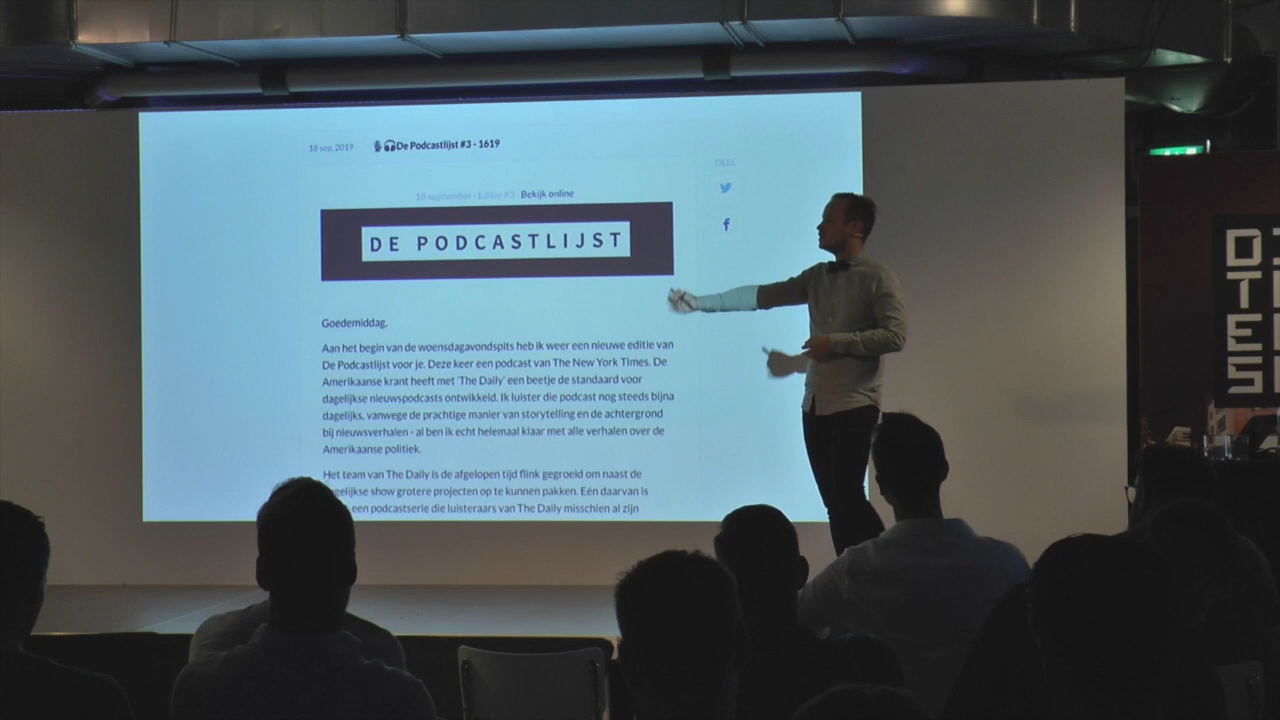 18 sep, 2019
De Podcastlijst #3 - 1619
DEEL
18 september - Editie #3 - Bekijk online
DE PODCASTLIJST
Goedemiddag,
Aan het begin van de woensdagavondspits heb ik weer een nieuwe editie van
De Podcastlijst voor je. Deze keer een podcast van The New York Times. De
Amerikaanse krant heeft met 'The Daily' een beetje de standaard voor
dagelijkse nieuwspodcasts ontwikkeld. Ik luister die podcast nog steeds bijna
dagelijks, vanwege de prachtige manier van storytelling en de achtergrond
bij nieuwsverhalen - al ben ik echt helemaal klaar met alle verhalen over de
Amerikaanse politiek.
Het team van The Daily is de afgelopen tijd flink gegroeid om naast de
gelijkse show grotere projecten op te kunnen pakken. Eén daarvan is
een podcastserie die luisteraars van The Daily misschien al zijn